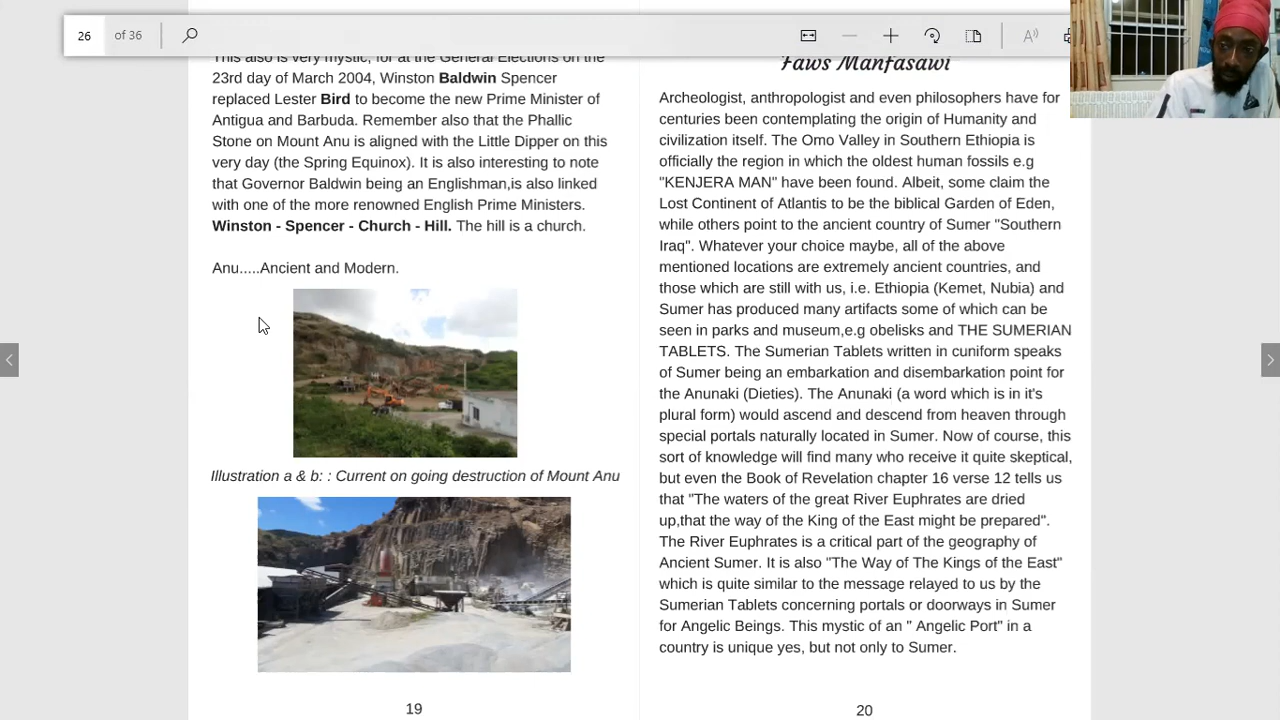 26 of 36
This also is very mystic, for at the General Elections on the
23rd day of March 2004, Winston Baldwin Spencer
replaced Lester Bird to become the new Prime Minister of
Antigua and Barbuda. Remember also that the Phallic
Stone on Mount Anu is aligned with the Little Dipper on this
very day (the Spring Equinox). It is also interesting to note
that Governor Baldwin being an Englishman,is also linked
with one of the more renowned English Prime Ministers.
Winston - Spencer - Church - Hill. The hill is a church.
Anu.....Ancient and Modern.
Illustration a & b: : Current on going destruction of Mount Anu
19
Faws Manfasawi
Archeologist, anthropologist and even philosophers have for
centuries been contemplating the origin of Humanity and
civilization itself. The Omo Valley in Southern Ethiopia is
officially the region in which the oldest human fossils e.g
"KENJERA MAN" have been found. Albeit, some claim the
Lost Continent of Atlantis to be the biblical Garden of Eden,
while others point to the ancient country of Sumer "Southern
Iraq". Whatever your choice maybe, all of the above
mentioned locations are extremely ancient countries, and
those which are still with us, i.e. Ethiopia (Kemet, Nubia) and
Sumer has produced many artifacts some of which can be
seen in parks and museum,e.g obelisks and THE SUMERIAN
TABLETS. The Sumerian Tablets written in cuniform speaks
of Sumer being an embarkation and disembarkation point for
the Anunaki (Dieties). The Anunaki (a word which is in it's
plural form) would ascend and descend from heaven through
special portals naturally located in Sumer. Now of course, this
sort of knowledge will find many who receive it quite skeptical,
but even the Book of Revelation chapter 16 verse 12 tells us
that "The waters of the great River Euphrates are dried
up,that the way of the King of the East might be prepared".
The River Euphrates is a critical part of the geography of
Ancient Sumer. It is also "The Way of The Kings of the East"
which is quite similar to the message relayed to us by the
Sumerian Tablets concerning portals or doorways in Sumer
for Angelic Beings. This mystic of an " Angelic Port" in a
country is unique yes, but not only to Sumer.
20